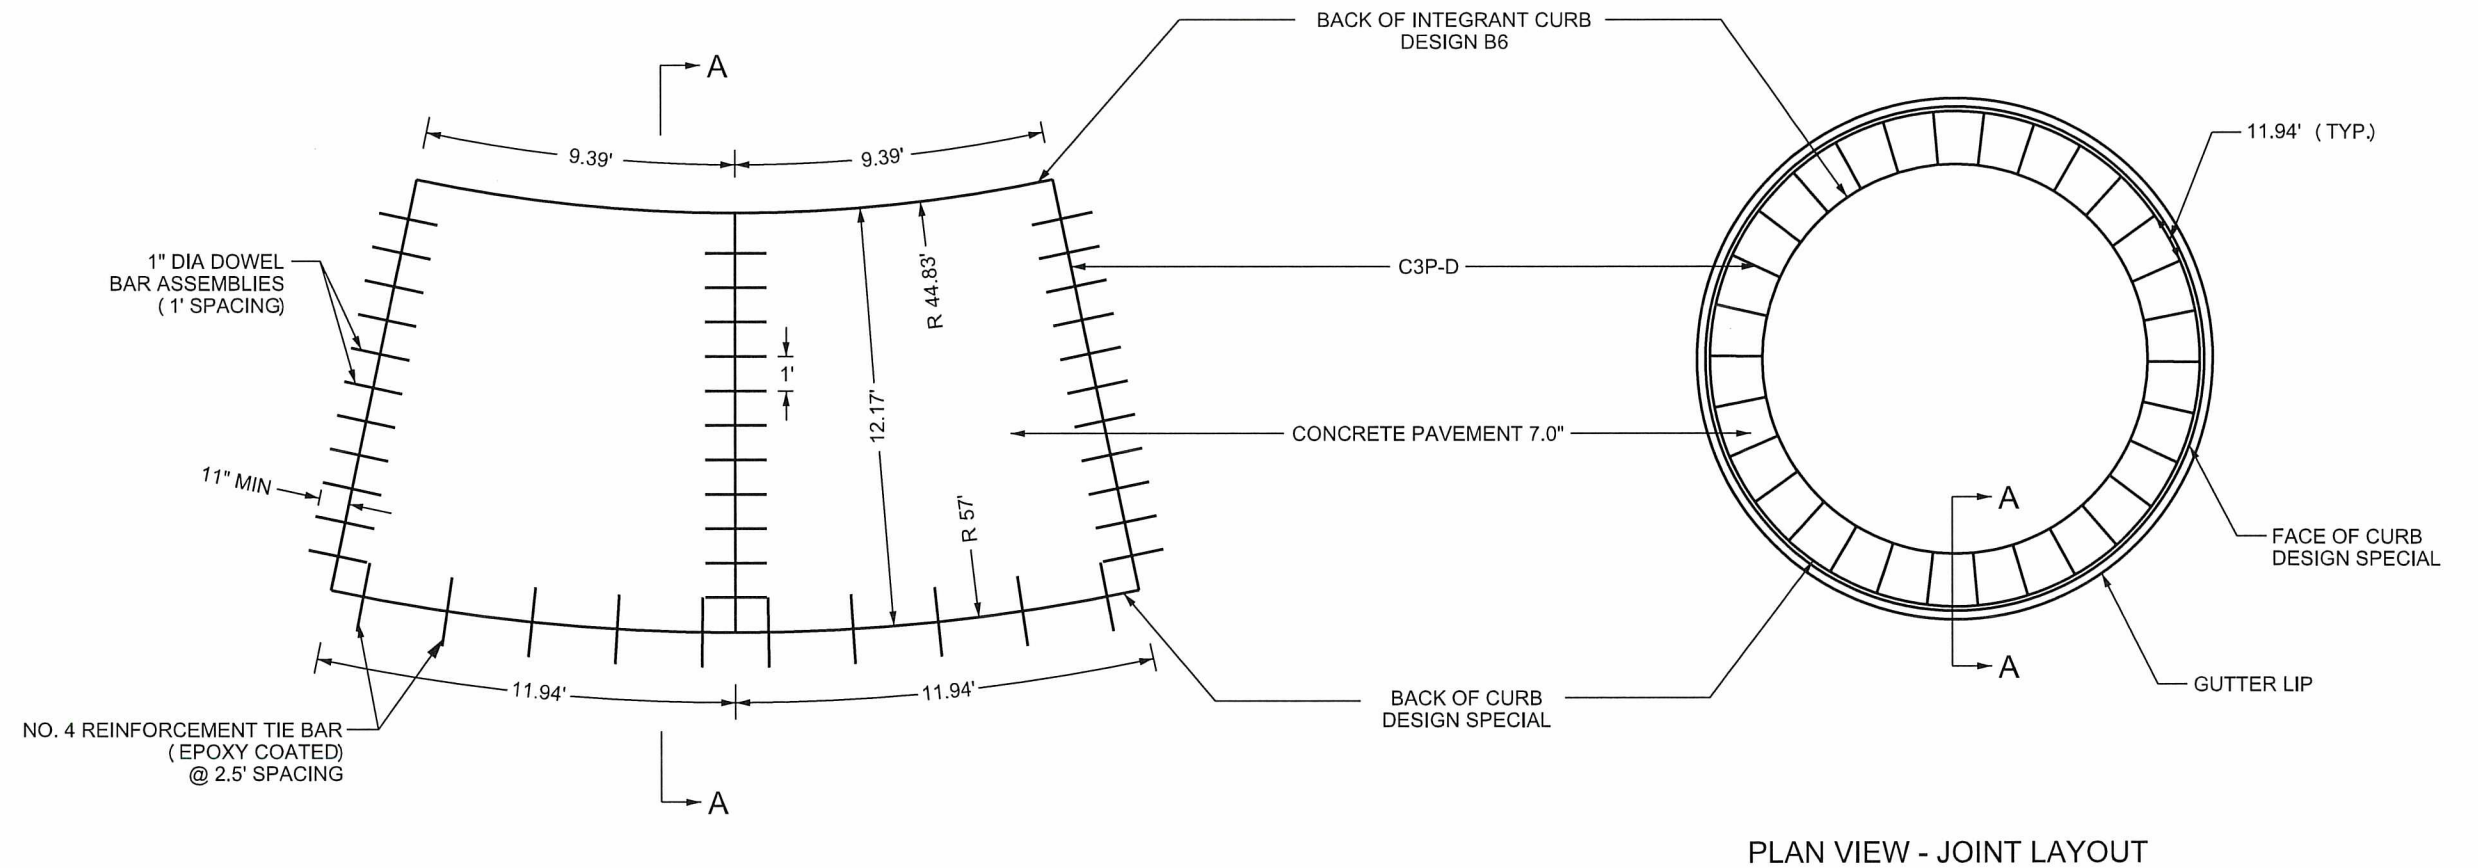 BACK OF INTEGRANT CURB
DESIGN B6
A
9.39'
9.39'
11.94' (TYP.)
1" DIA DOWEL
BAR ASSEMBLIES
(1' SPACING)
R 44.83'
C3P-D
1'
12.17'
CONCRETE PAVEMENT 7.0"
11" MIN
R 57'
A
FACE OF CURB
DESIGN SPECIAL
A
GUTTER LIP
11.94'
11.94'
BACK OF CURB
DESIGN SPECIAL
NO. 4 REINFORCEMENT TIE BAR
(EPOXY COATED)
@ 2.5' SPACING
A
PLAN VIEW - JOINT LAYOUT